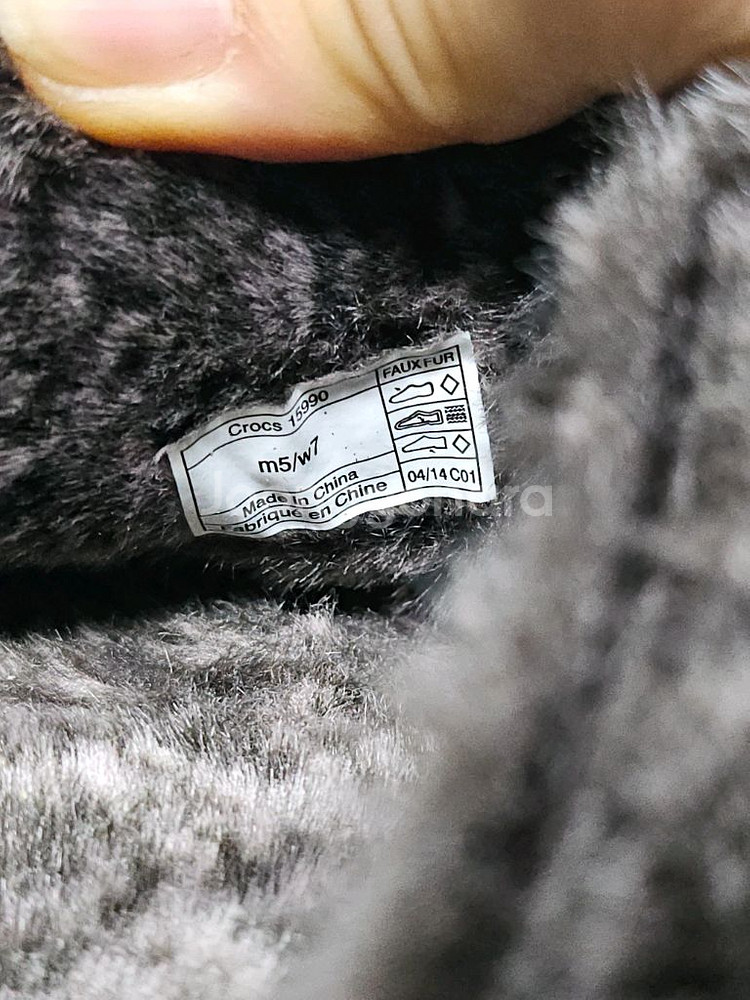 Crocs 15990
m5/w7
Made In China
Fabriqué en Chine
FAUX FUR
04/14 C01